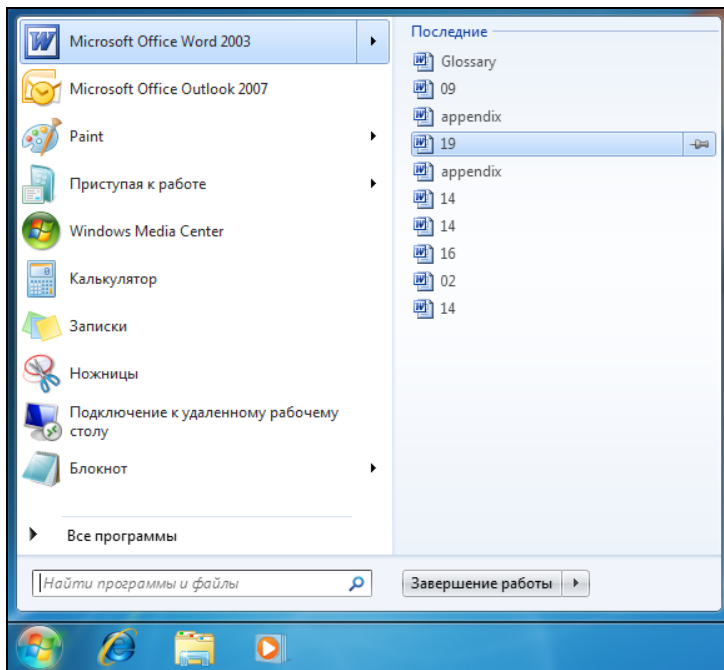 Microsoft Office Word 2003
Microsoft Office Outlook 2007
Paint
Приступая к работе
Windows Media Center
Калькулятор
Записки
Ножницы
Подключение к удаленному рабочему
столу
Блокнот
Все программы
Найти программы и файлы
Последние
Glossary
09
appendix
19
appendix
14
14
16
02
14
Завершение работы